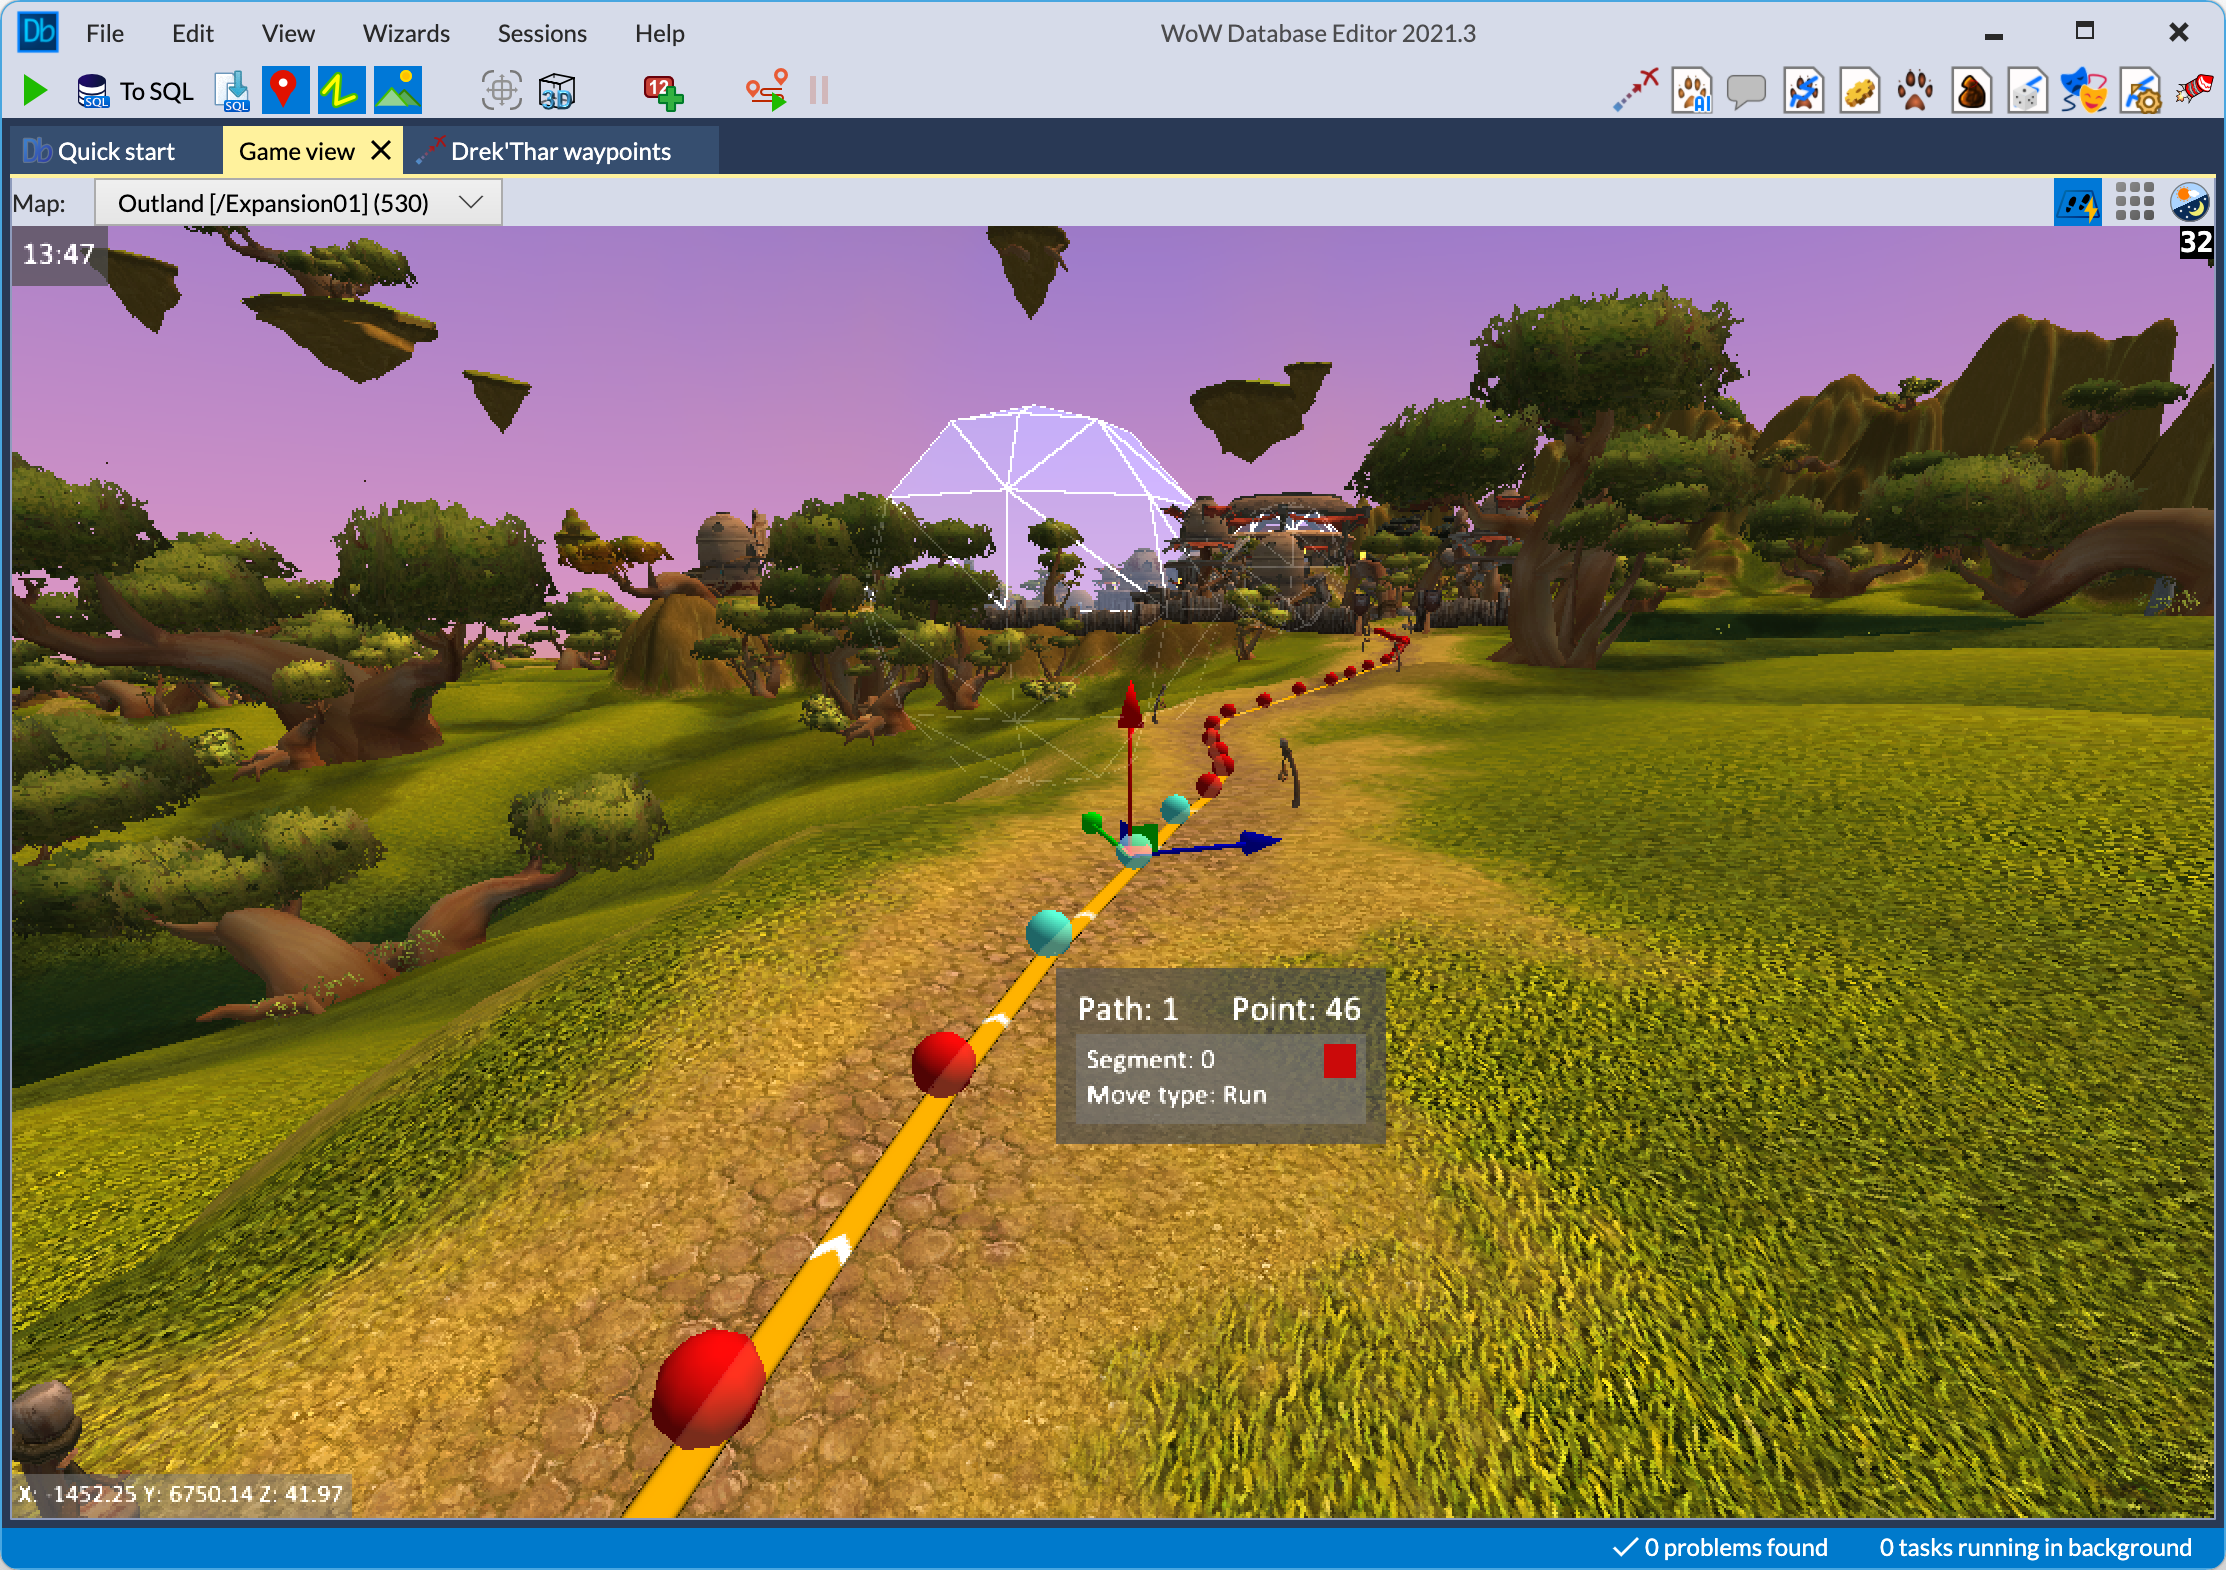 Db File Edit View Wizards Sessions Help WoW Database Editor 2021.3
SQL To SQL SQL 3D 12 AI
Db Quick start Game view Drek'Thar waypoints
Map: Outland [/Expansion01] (530)
13:47 32
Path: 1 Point: 46
Segment: 0
Move type: Run
X: -1452.25 Y: 6750.14 Z: 41.97
0 problems found 0 tasks running in background